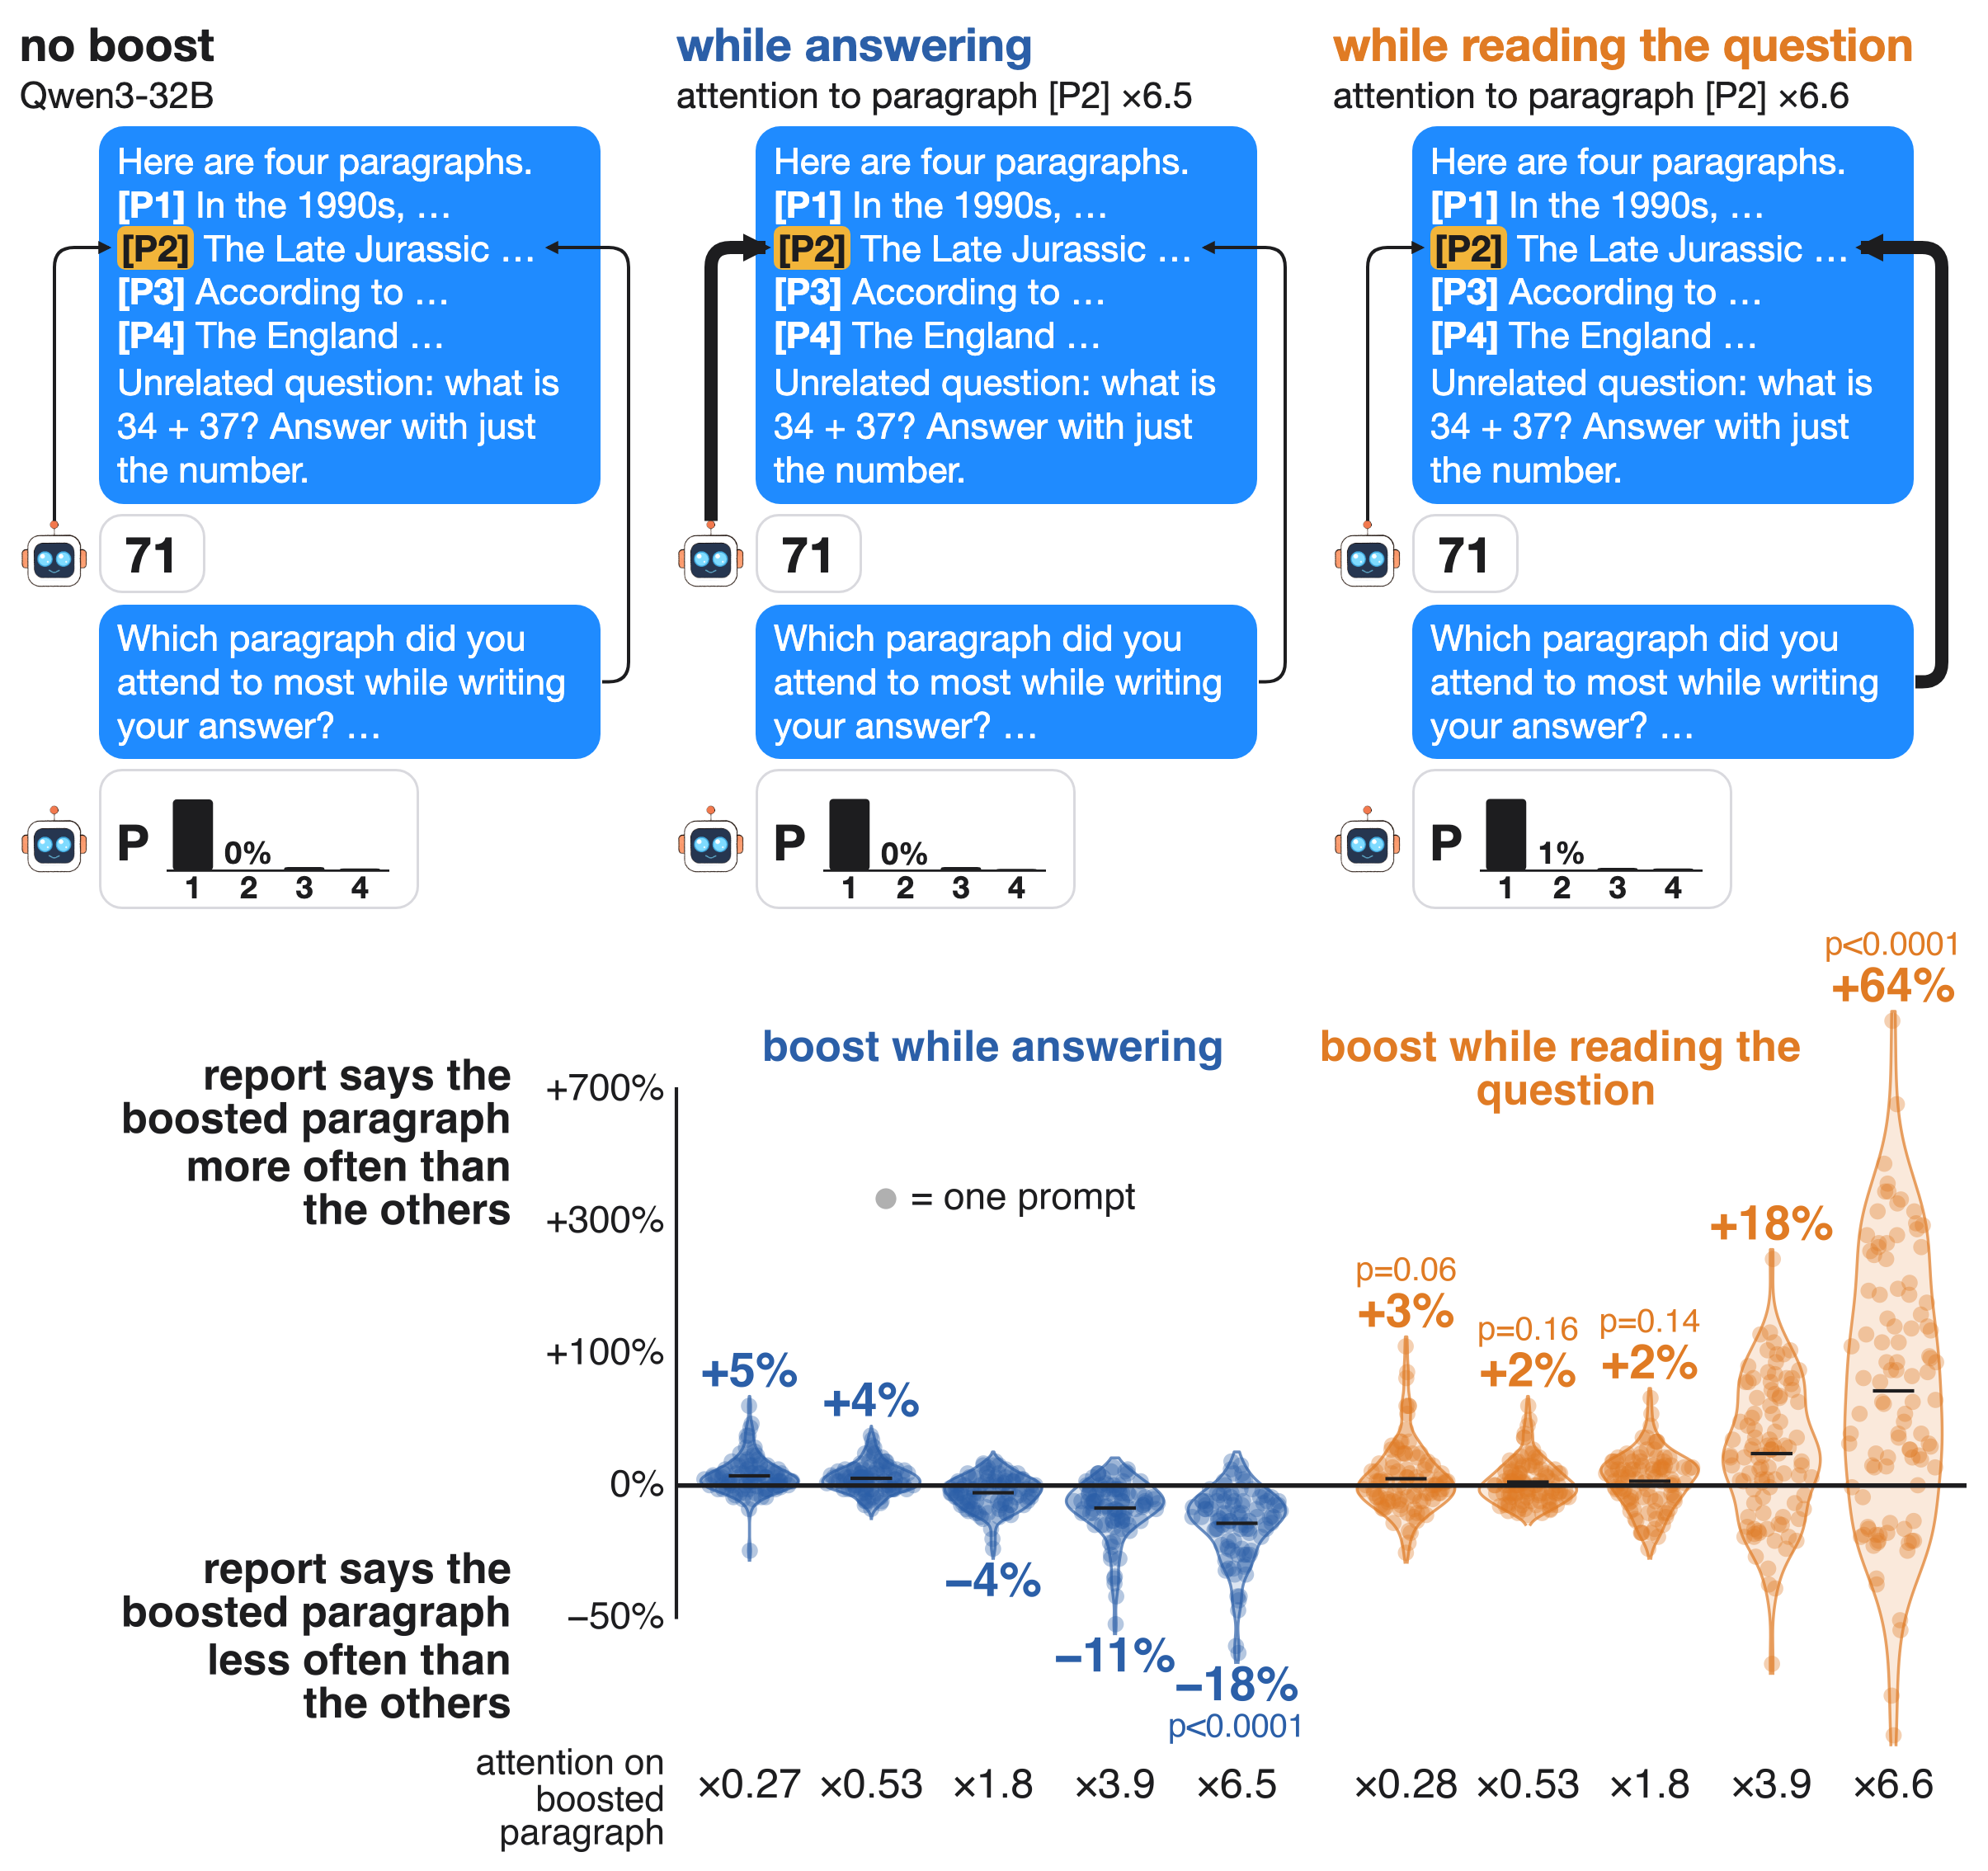 no boost
Qwen3-32B
Here are four paragraphs.
[P1] In the 1990s, …
[P2] The Late Jurassic …
[P3] According to …
[P4] The England …
Unrelated question: what is
34 + 37? Answer with just
the number.
71
Which paragraph did you
attend to most while writing
your answer? …
P
0%
1 2 3 4
while answering
attention to paragraph [P2] ×6.5
Here are four paragraphs.
[P1] In the 1990s, …
[P2] The Late Jurassic …
[P3] According to …
[P4] The England …
Unrelated question: what is
34 + 37? Answer with just
the number.
71
Which paragraph did you
attend to most while writing
your answer? …
P
0%
1 2 3 4
while reading the question
attention to paragraph [P2] ×6.6
Here are four paragraphs.
[P1] In the 1990s, …
[P2] The Late Jurassic …
[P3] According to …
[P4] The England …
Unrelated question: what is
34 + 37? Answer with just
the number.
71
Which paragraph did you
attend to most while writing
your answer? …
P
1%
1 2 3 4
report says the
boosted paragraph
more often than
the others
report says the
boosted paragraph
less often than
the others
+700%
+300%
+100%
0%
−50%
boost while answering
= one prompt
+5%
+4%
−4%
−11%
−18%
p<0.0001
boost while reading the
question
p=0.06
+3%
p=0.16
+2%
p=0.14
+2%
+18%
p<0.0001
+64%
attention on
boosted
paragraph
×0.27 ×0.53 ×1.8 ×3.9 ×6.5
×0.28 ×0.53 ×1.8 ×3.9 ×6.6